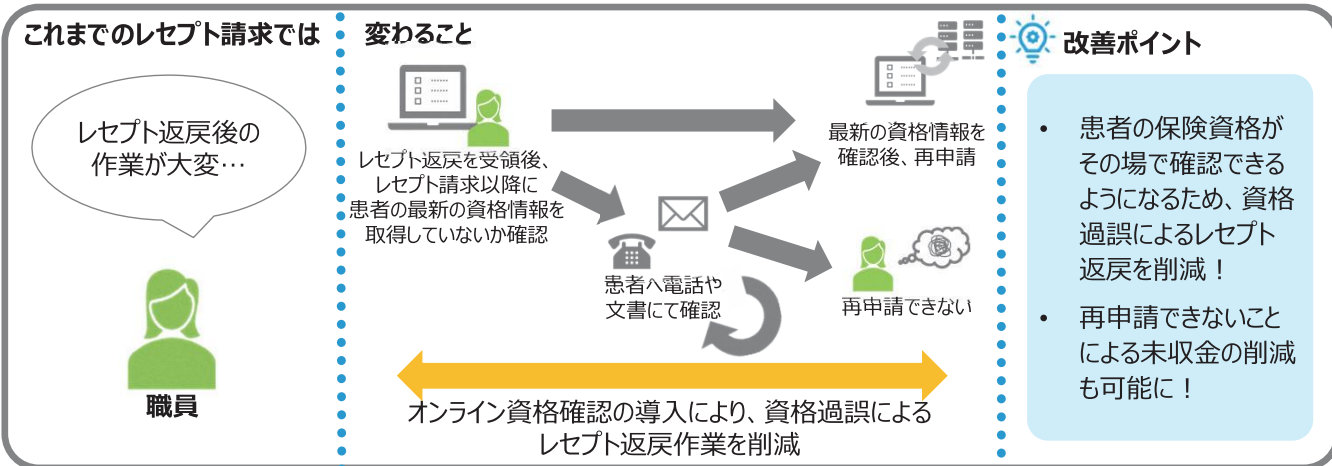 これまでのレセプト請求では
レセプト返戻後の
作業が大変…
職員
変わること
レセプト返戻を受領後、
レセプト請求以降に
患者の最新の資格情報を
取得していないか確認
最新の資格情報を
確認後、再申請
患者へ電話や
文書にて確認
再申請できない
オンライン資格確認の導入により、資格過誤による
レセプト返戻作業を削減
改善ポイント
• 患者の保険資格が
その場で確認できる
ようになるため、資格
過誤によるレセプト
返戻を削減！
• 再申請できないこと
による未収金の削減
も可能に！